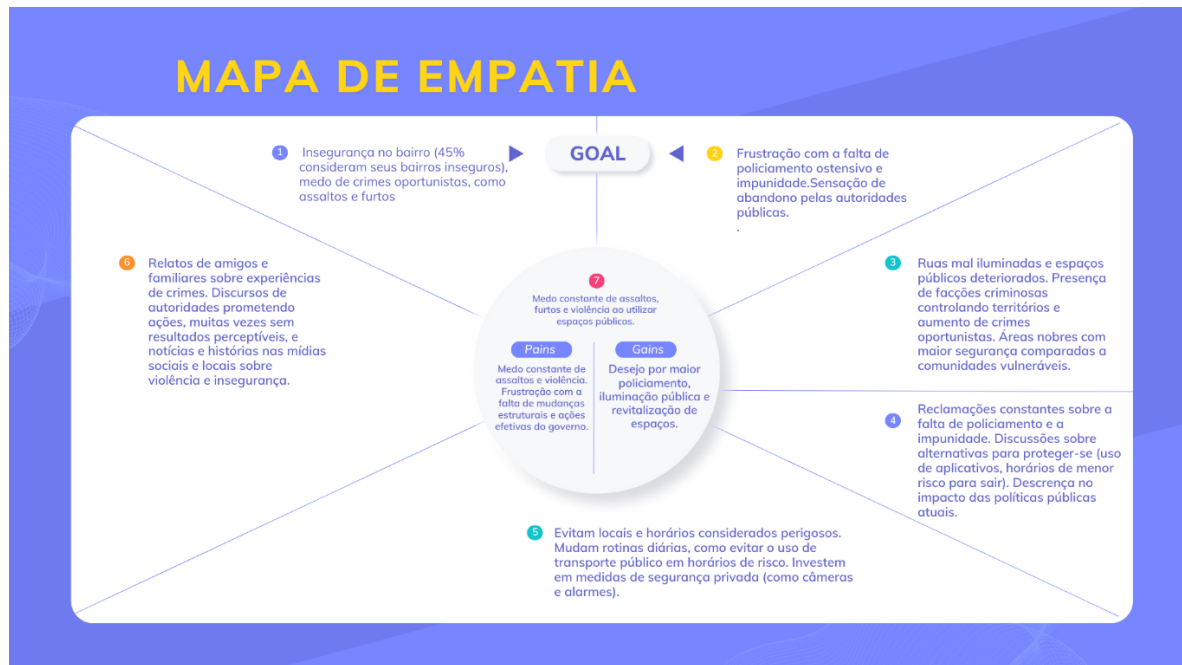 MAPA DE EMPATIA
1
Insegurança no bairro (45%
consideram seus bairros inseguros),
medo de crimes oportunistas, como
assaltos e furtos
GOAL
2
Frustração com a falta de
policiamento ostensivo e
impunidade.Sensação de
abandono pelas autoridades
públicas.
.
3
Ruas mal iluminadas e espaços
públicos deteriorados. Presença
de facções criminosas
controlando territórios e
aumento de crimes
oportunistas. Áreas nobres com
maior segurança comparadas a
comunidades vulneráveis.
4
Reclamações constantes sobre a
falta de policiamento e a
impunidade. Discussões sobre
alternativas para proteger-se (uso
de aplicativos, horários de menor
risco para sair). Descrença no
impacto das políticas públicas
atuais.
5
Evitam locais e horários considerados perigosos.
Mudam rotinas diárias, como evitar o uso de
transporte público em horários de risco. Investem
em medidas de segurança privada (como câmeras
e alarmes).
6
Relatos de amigos e
familiares sobre experiências
de crimes. Discursos de
autoridades prometendo
ações, muitas vezes sem
resultados perceptíveis, e
notícias e histórias nas mídias
sociais e locais sobre
violência e insegurança.
7
Medo constante de assaltos,
furtos e violência ao utilizar
espaços públicos.
Pains
Medo constante de
assaltos e violência.
Frustração com a
falta de mudanças
estruturais e ações
efetivas do governo.
Gains
Desejo por maior
policiamento,
iluminação pública e
revitalização de
espaços.